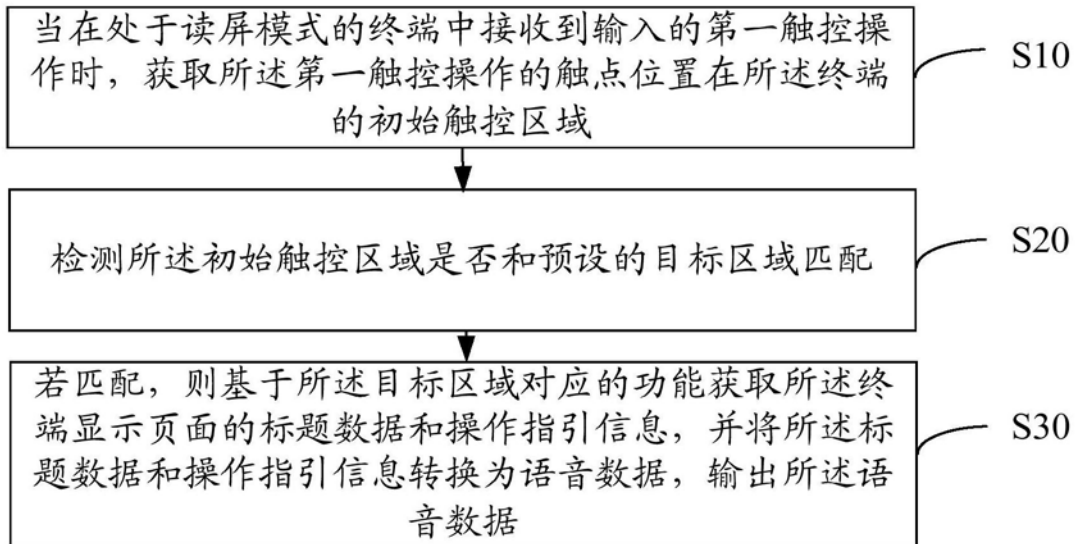 当在处于读屏模式的终端中接收到输入的第一触控操
作时，获取所述第一触控操作的触点位置在所述终端
的初始触控区域
S10
检测所述初始触控区域是否和预设的目标区域匹配
S20
若匹配，则基于所述目标区域对应的功能获取所述终
端显示页面的标题数据和操作指引信息，并将所述标
题数据和操作指引信息转换为语音数据，输出所述语
音数据
S30